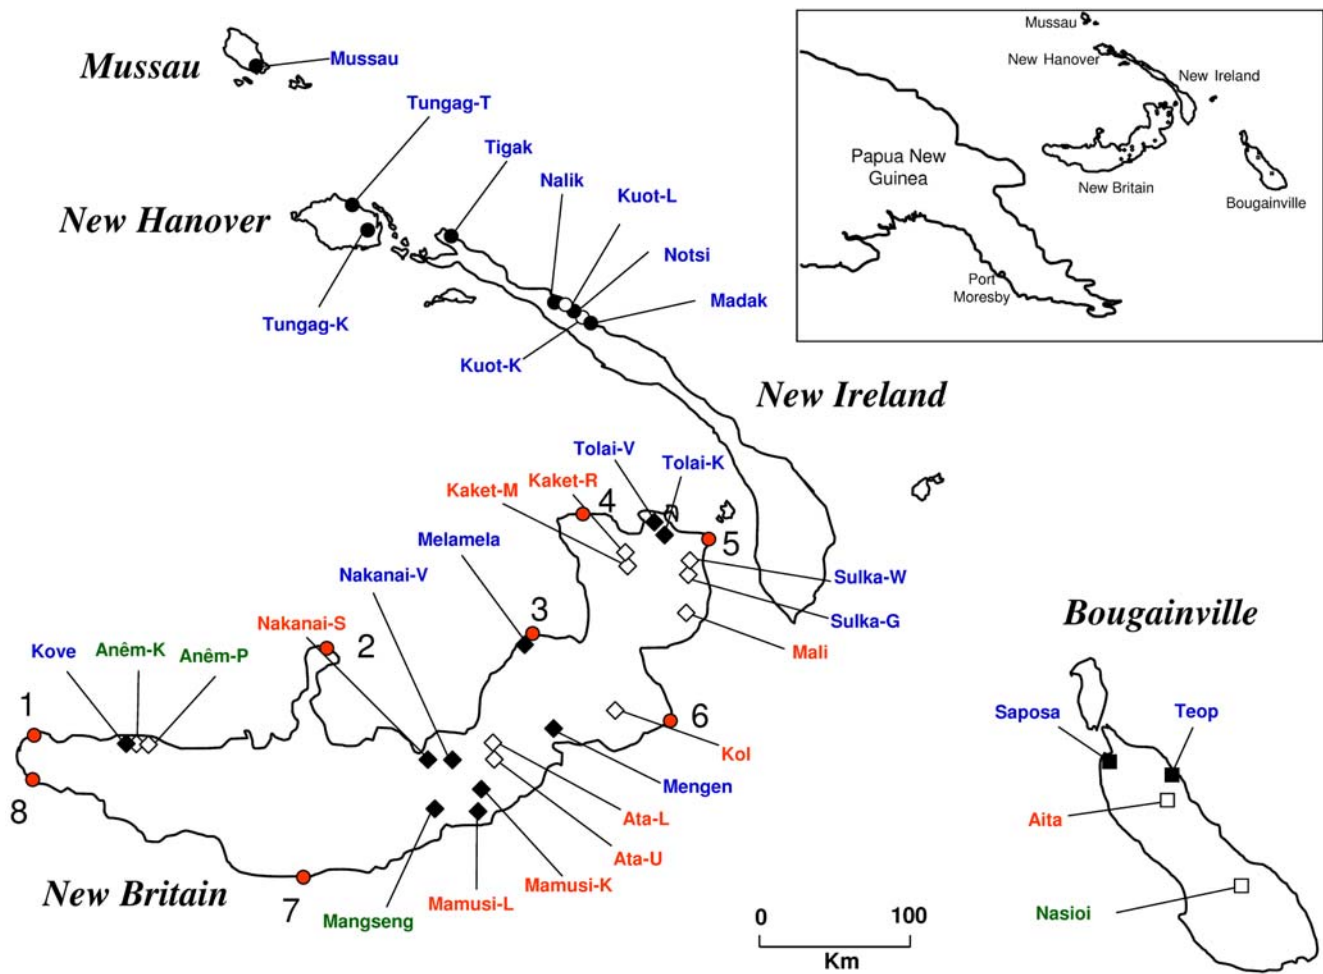 Mussau
Mussau
Tungag-T
Tigak
Nalik
Kuot-L
New Hanover
Notsi
Madak
Tungag-K
Kuot-K
New Ireland
Mussau
New Hanover
New Ireland
Papua New
Guinea
New Britain
Bougainville
Port
Moresby
Tolai-V
Tolai-K
Kaket-R
Kaket-M
4
5
Melamela
Nakanai-V
Sulka-W
Sulka-G
Nakanai-S
3
2
Mali
Kove
Anêm-K
Anêm-P
1
6
Kol
Mengen
8
Ata-L
Ata-U
Mamusi-K
Mamusi-L
Mangseng
7
New Britain
0
100
Km
Bougainville
Saposa
Teop
Aita
Nasioi